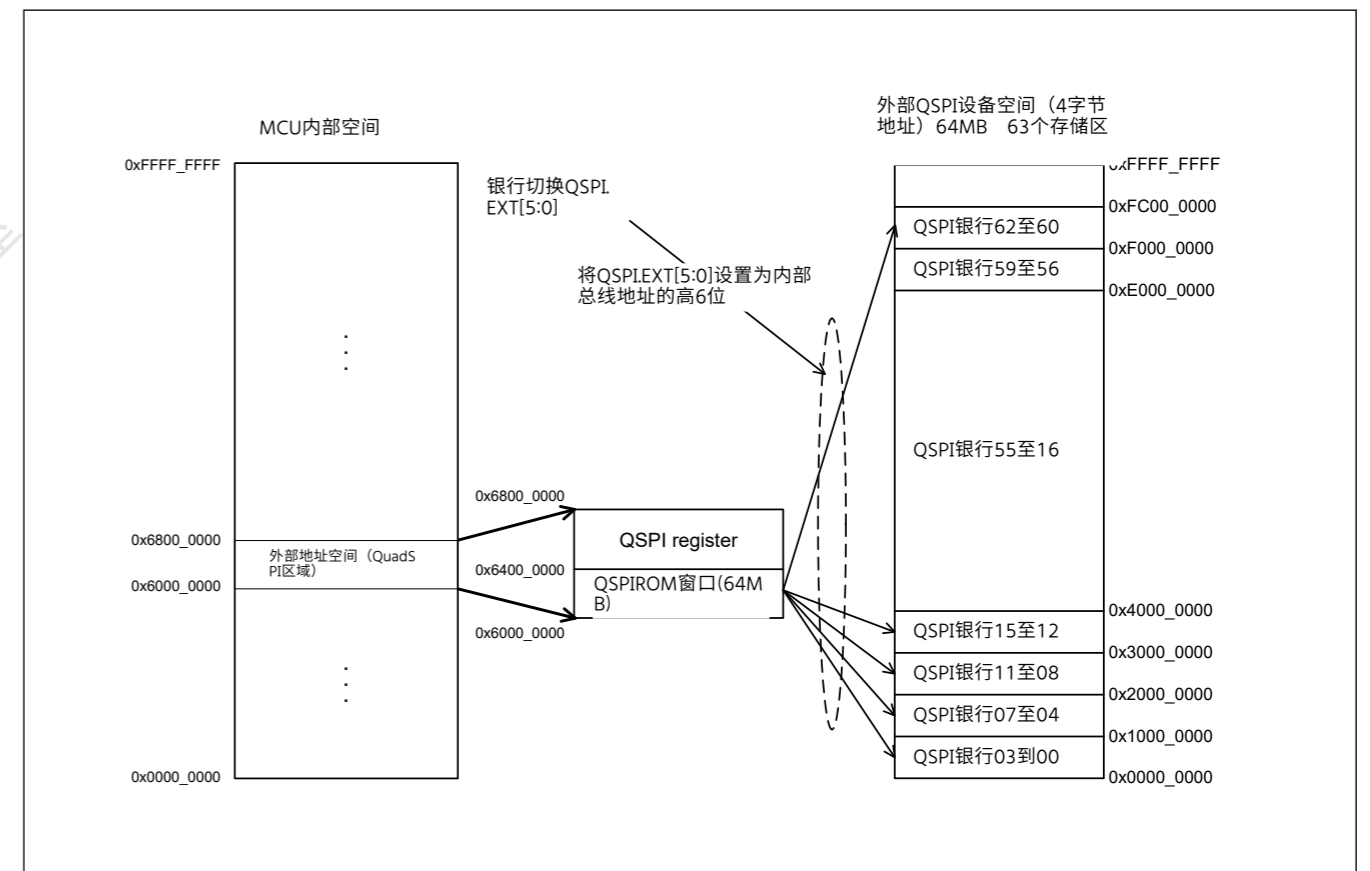 MCU内部空间
外部QSPI设备空间（4字节
地址）64MB 63个存储区
0xFFFF_FFFF
银行切换QSPI.
EXT[5:0]
将QSPI.EXT[5:0]设置为内部
总线地址的高6位
0xFFFF_FFFF
0xFC00_0000
QSPI银行62至60
0xF000_0000
QSPI银行59至56
0xE000_0000
QSPI银行55至16
0x6800_0000
0x6800_0000
QSPI register
外部地址空间（QuadS
PI区域）
0x6400_0000
0x6000_0000
QSPIROM窗口(64M
B)
0x6000_0000
0x4000_0000
QSPI银行15至12
0x3000_0000
QSPI银行11至08
0x2000_0000
QSPI银行07至04
0x1000_0000
QSPI银行03到00
0x0000_0000
0x0000_0000